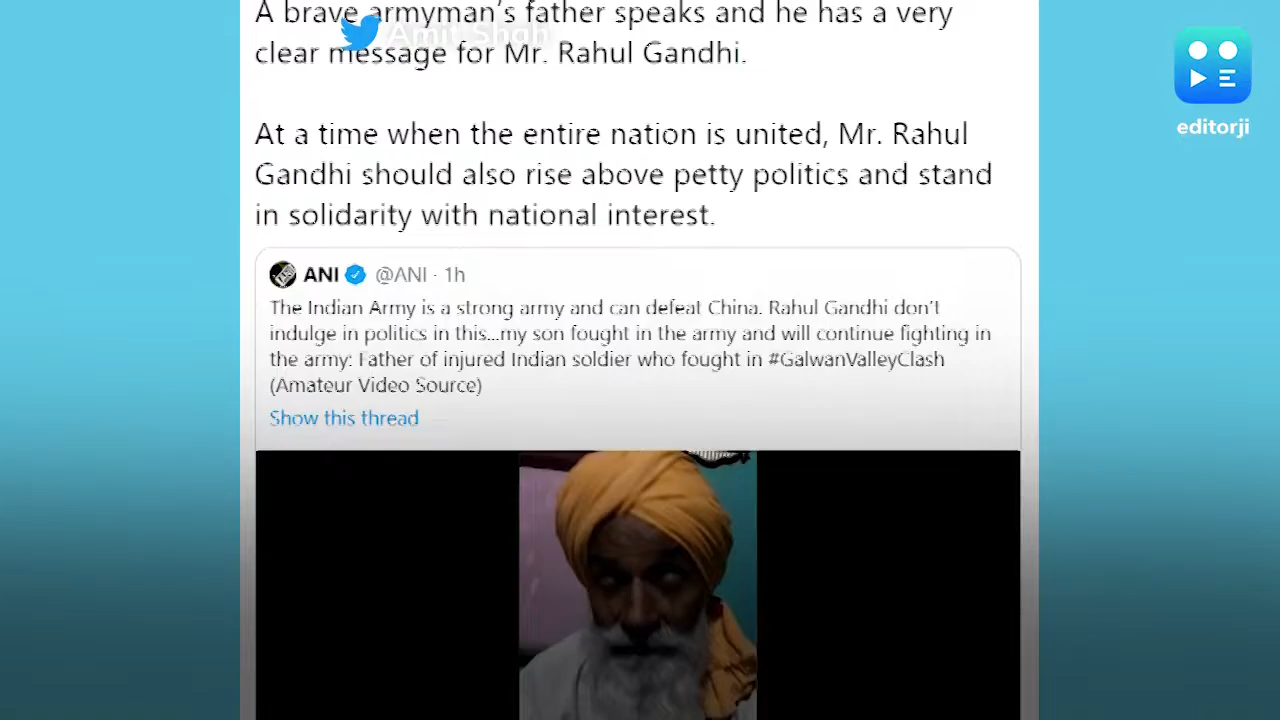 A brave armyman's father speaks and he has a very
Amit Shah
clear message for Mr. Rahul Gandhi.
At a time when the entire nation is united, Mr. Rahul
Gandhi should also rise above petty politics and stand
in solidarity with national interest.
ANI @ANI · 1h
The Indian Army is a strong army and can defeat China. Rahul Gandhi don't
indulge in politics in this...my son fought in the army and will continue fighting in
the army: Father of injured Indian soldier who fought in #GalwanValleyClash
(Amateur Video Source)
Show this thread
editorji